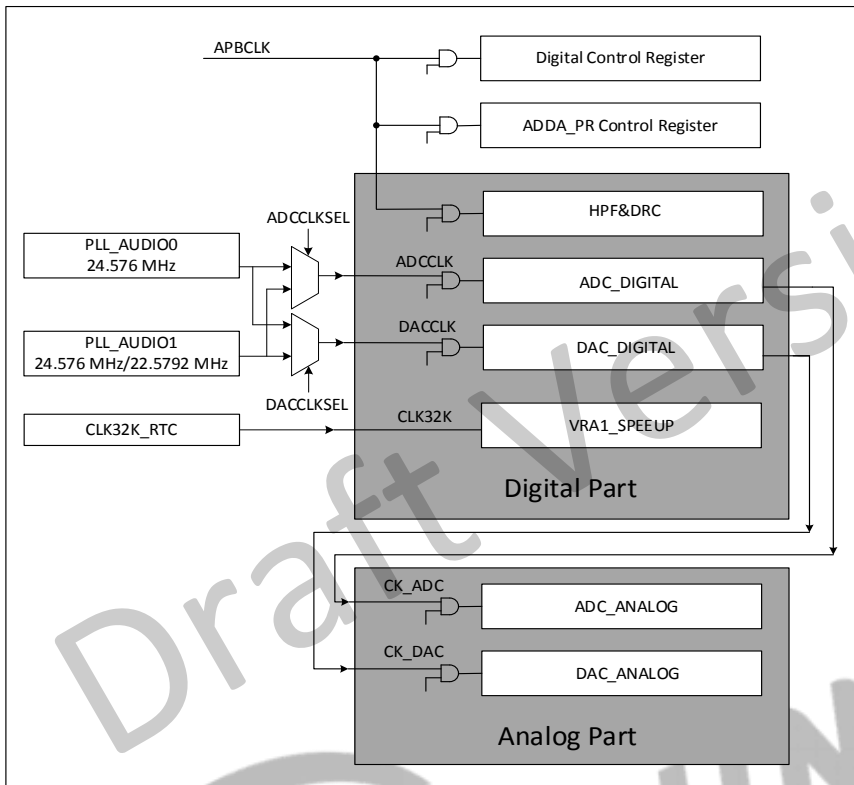 APBCLK
Digital Control Register
ADDA_PR Control Register
HPF&DRC
ADCCLKSEL
PLL_AUDIO0
24.576 MHz
ADCCLK
ADC_DIGITAL
DACCLK
DAC_DIGITAL
PLL_AUDIO1
24.576 MHz/22.5792 MHz
DACCLKSEL
CLK32K_RTC
CLK32K
VRA1_SPEEUP
Digital Part
CK_ADC
ADC_ANALOG
CK_DAC
DAC_ANALOG
Analog Part
Draft Versi